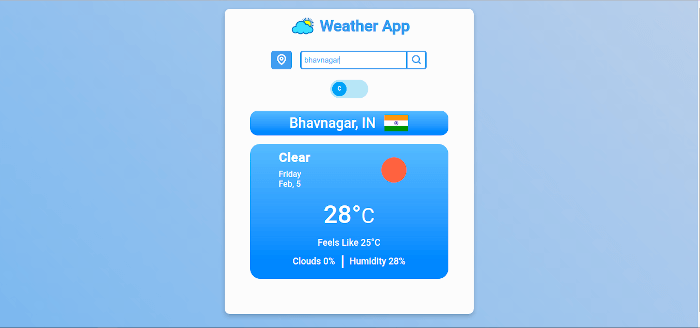 Weather App
bhavnagar
C
Bhavnagar, IN
Clear
Friday
Feb, 5
28°C
Feels Like 25°C
Clouds 0% | Humidity 28%